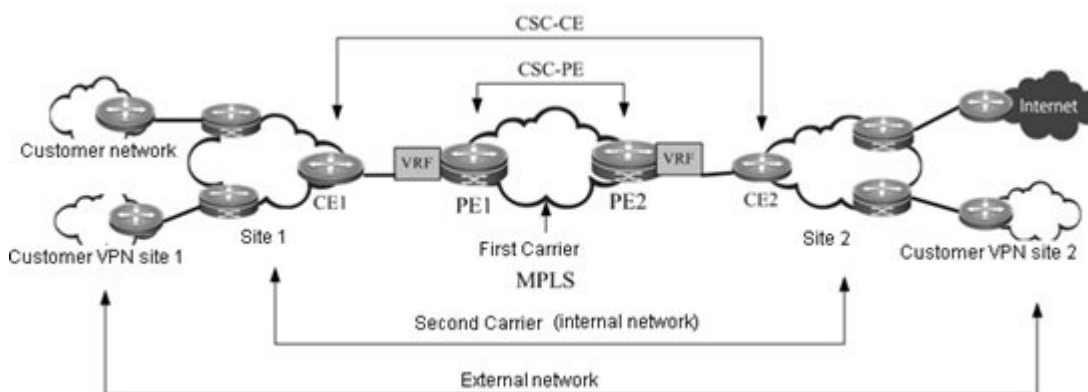 CSC-CE
CSC-PE
Internet
Customer network
VRF
VRF
CE1
PE1
PE2
CE2
Site 1
First Carrier
Site 2
Customer VPN site 1
Customer VPN site 2
MPLS
Second Carrier (internal network)
External network